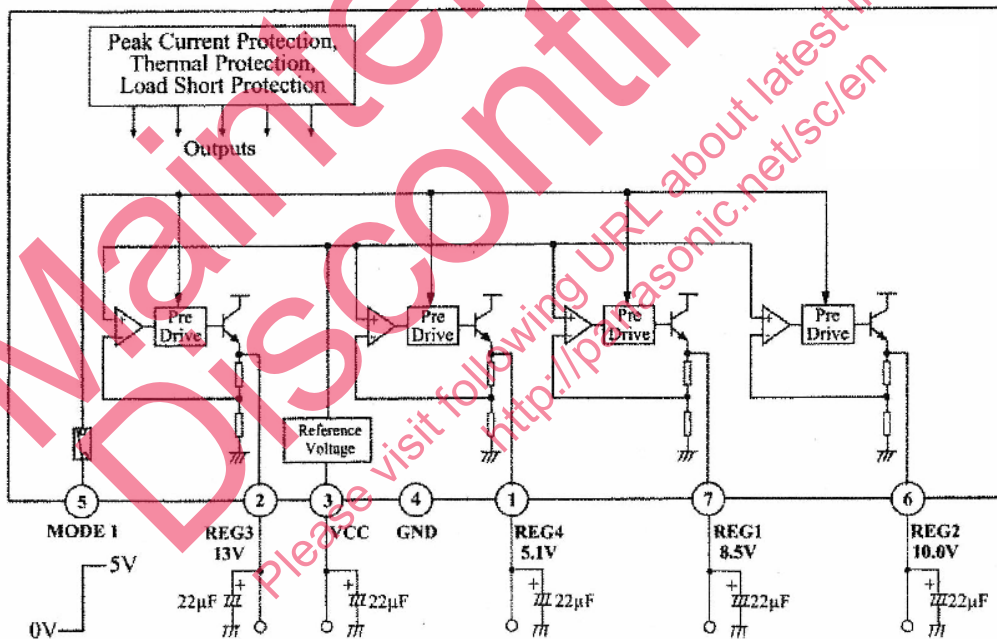 Peak Current Protection,
Thermal Protection,
Load Short Protection
Outputs
+
-
Pre
Drive
+
-
Pre
Drive
+
-
Pre
Drive
+
-
Pre
Drive
Reference
Voltage
5
2
3
4
1
7
6
MODE 1
REG3
13V
VCC
GND
REG4
5.1V
REG1
8.5V
REG2
10.0V
5V
0V
+
22μF
+
22μF
+
22μF
+
22μF
+
22μF
Mainte
Discontin
Please visit following URL about latest
http://panasonic.net/sc/en